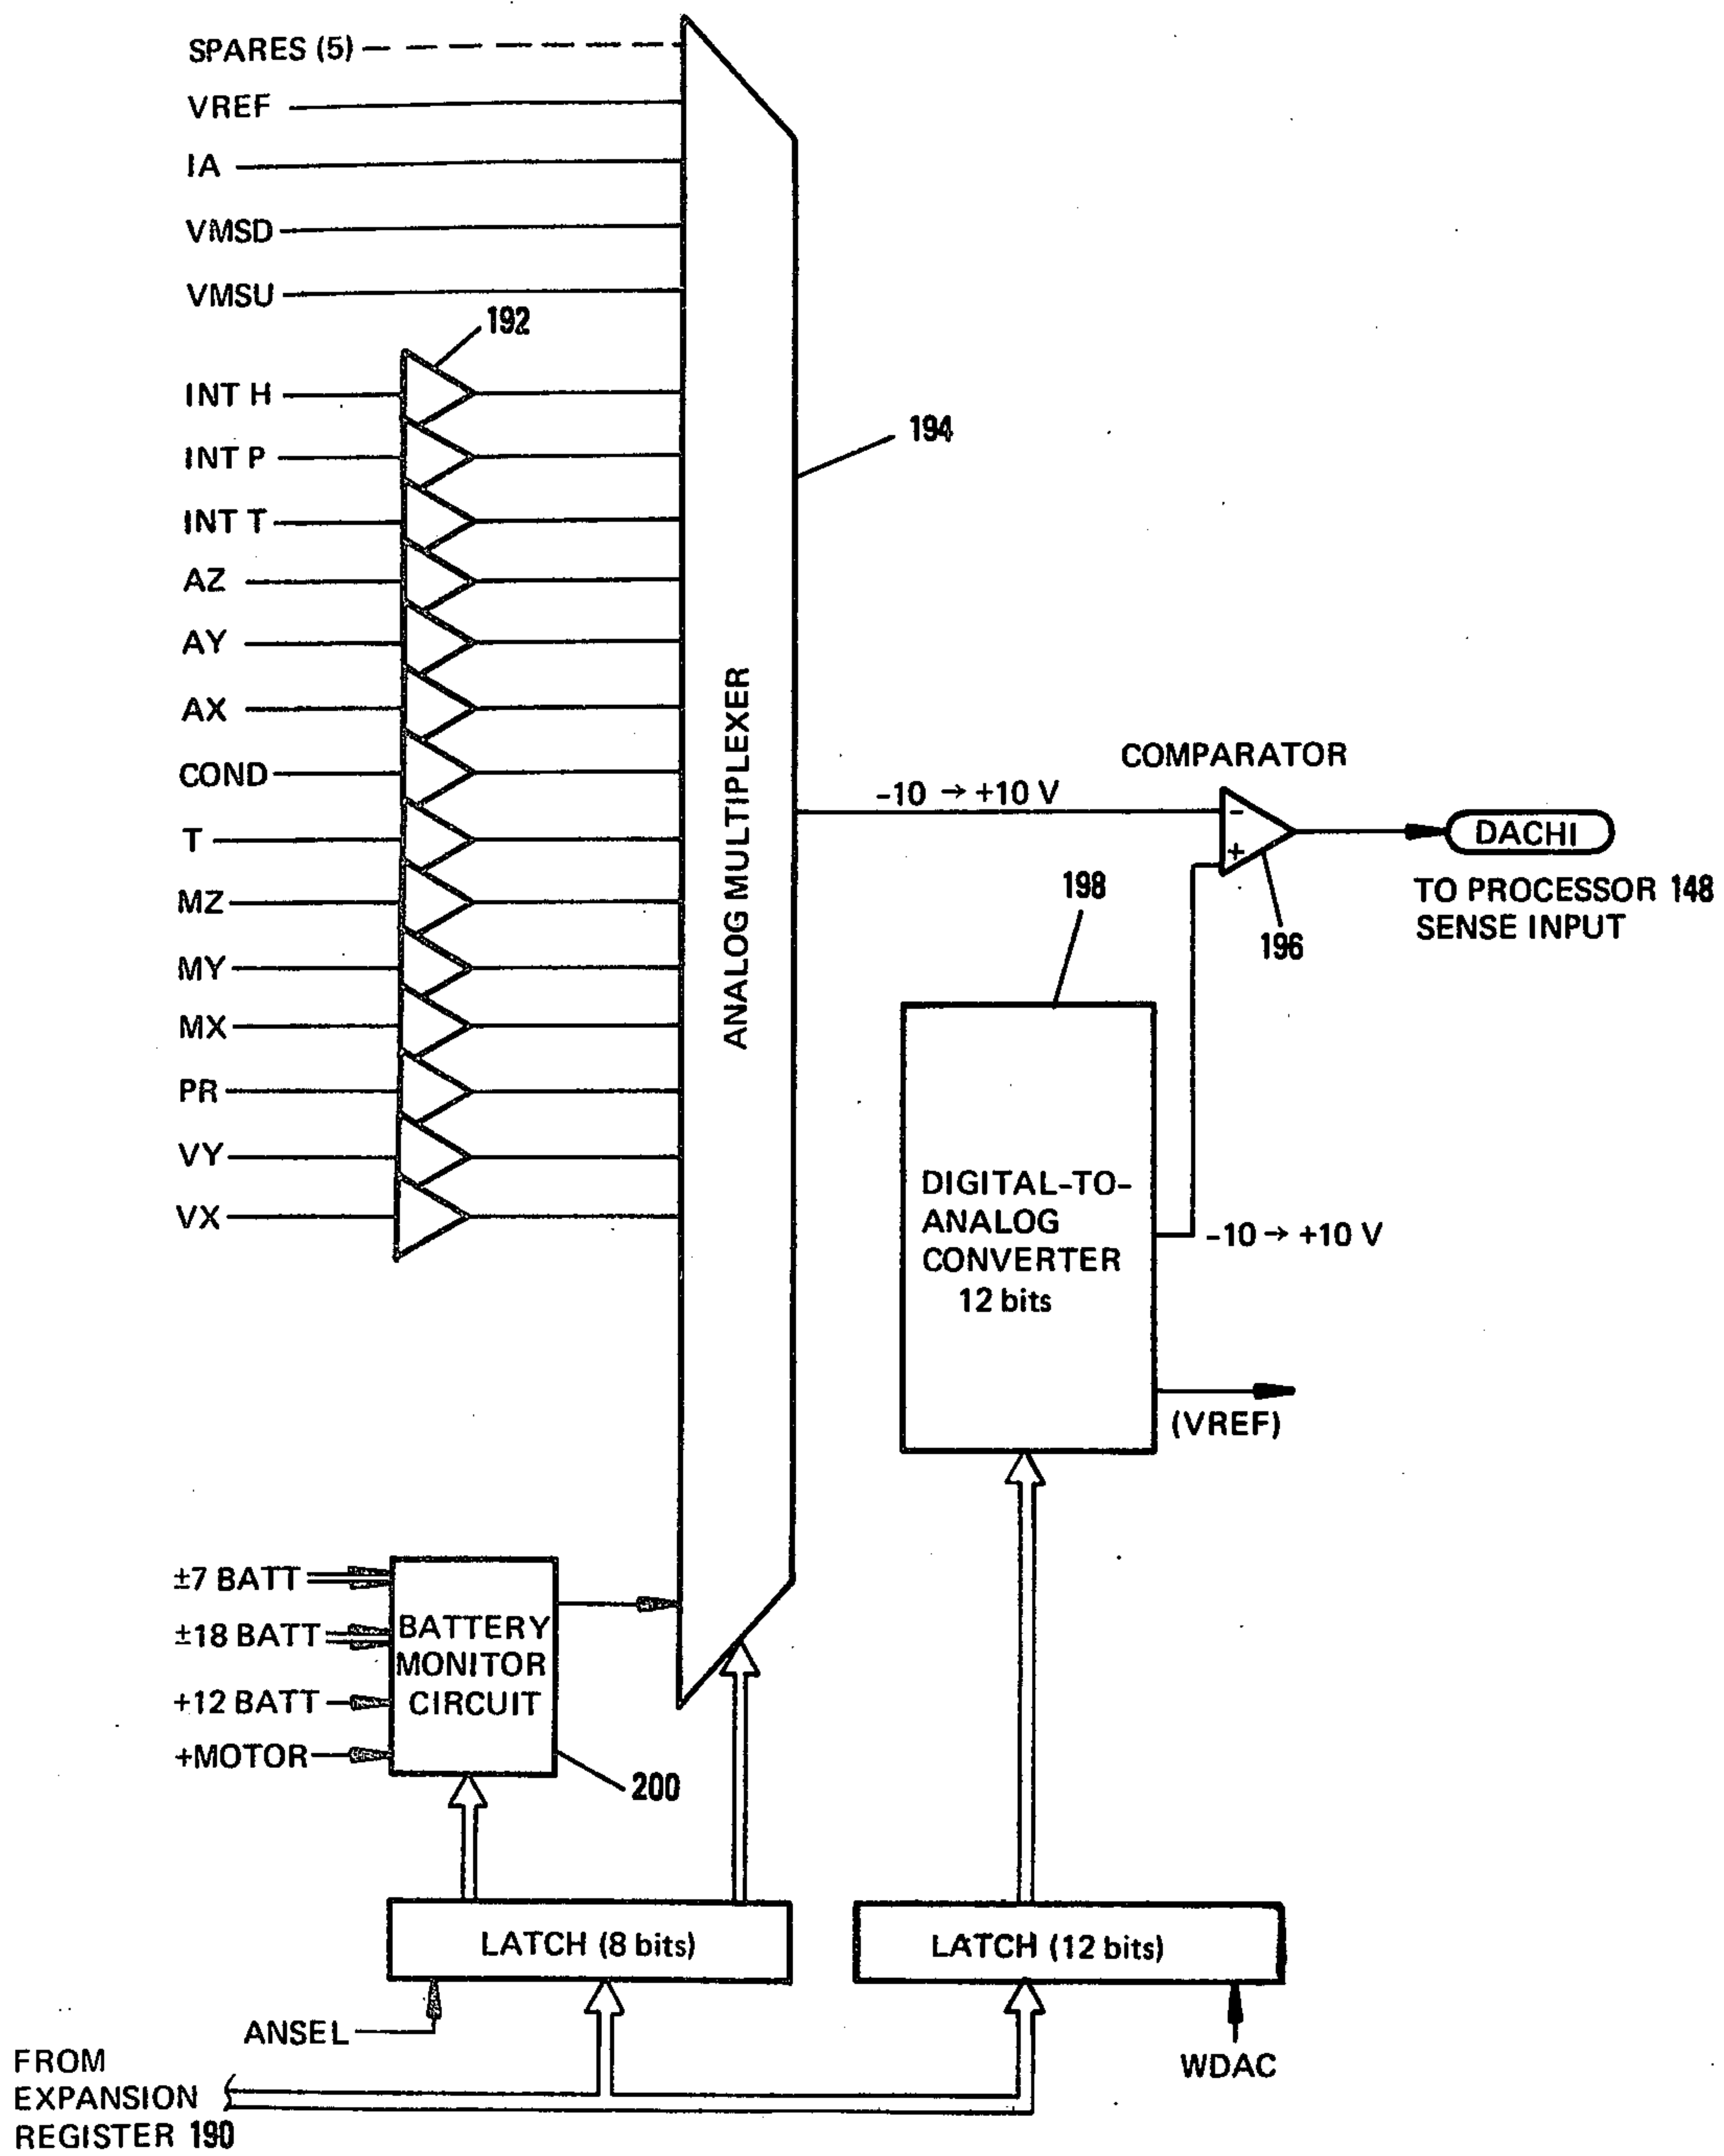 SPARES (5)
VREF
IA
VMSD
VMSU
192
INT H
INT P
INT T
AZ
AY
AX
COND
T
MZ
MY
MX
PR
VY
VX
ANALOG MULTIPLEXER
194
-10 → +10 V
COMPARATOR
-
+
196
DACHI
TO PROCESSOR 148
SENSE INPUT
198
DIGITAL-TO-
ANALOG
CONVERTER
12 bits
-10 → +10 V
(VREF)
±7 BATT
±18 BATT
+12 BATT
+MOTOR
BATTERY
MONITOR
CIRCUIT
200
LATCH (8 bits)
LATCH (12 bits)
ANSEL
WDAC
FROM
EXPANSION
REGISTER 190